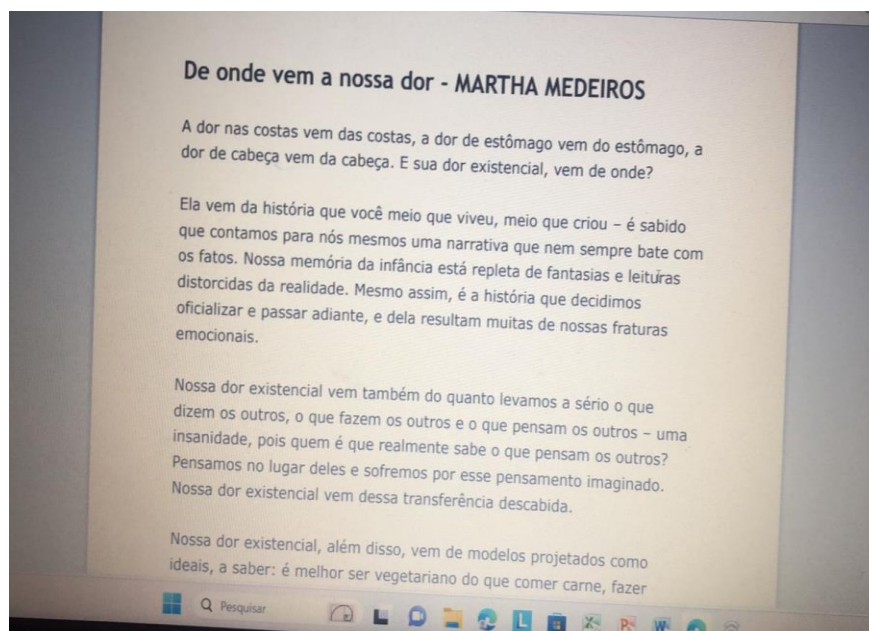 De onde vem a nossa dor - MARTHA MEDEIROS
A dor nas costas vem das costas, a dor de estômago vem do estômago, a
dor de cabeça vem da cabeça. E sua dor existencial, vem de onde?
Ela vem da história que você meio que viveu, meio que criou – é sabido
que contamos para nós mesmos uma narrativa que nem sempre bate com
os fatos. Nossa memória da infância está repleta de fantasias e leituras
distorcidas da realidade. Mesmo assim, é a história que decidimos
oficializar e passar adiante, e dela resultam muitas de nossas fraturas
emocionais.
Nossa dor existencial vem também do quanto levamos a sério o que
dizem os outros, o que fazem os outros e o que pensam os outros – uma
insanidade, pois quem é que realmente sabe o que pensam os outros?
Pensamos no lugar deles e sofremos por esse pensamento imaginado.
Nossa dor existencial vem dessa transferência descabida.
Nossa dor existencial, além disso, vem de modelos projetados como
ideais, a saber: é melhor ser vegetariano do que comer carne, fazer
Pesquisar